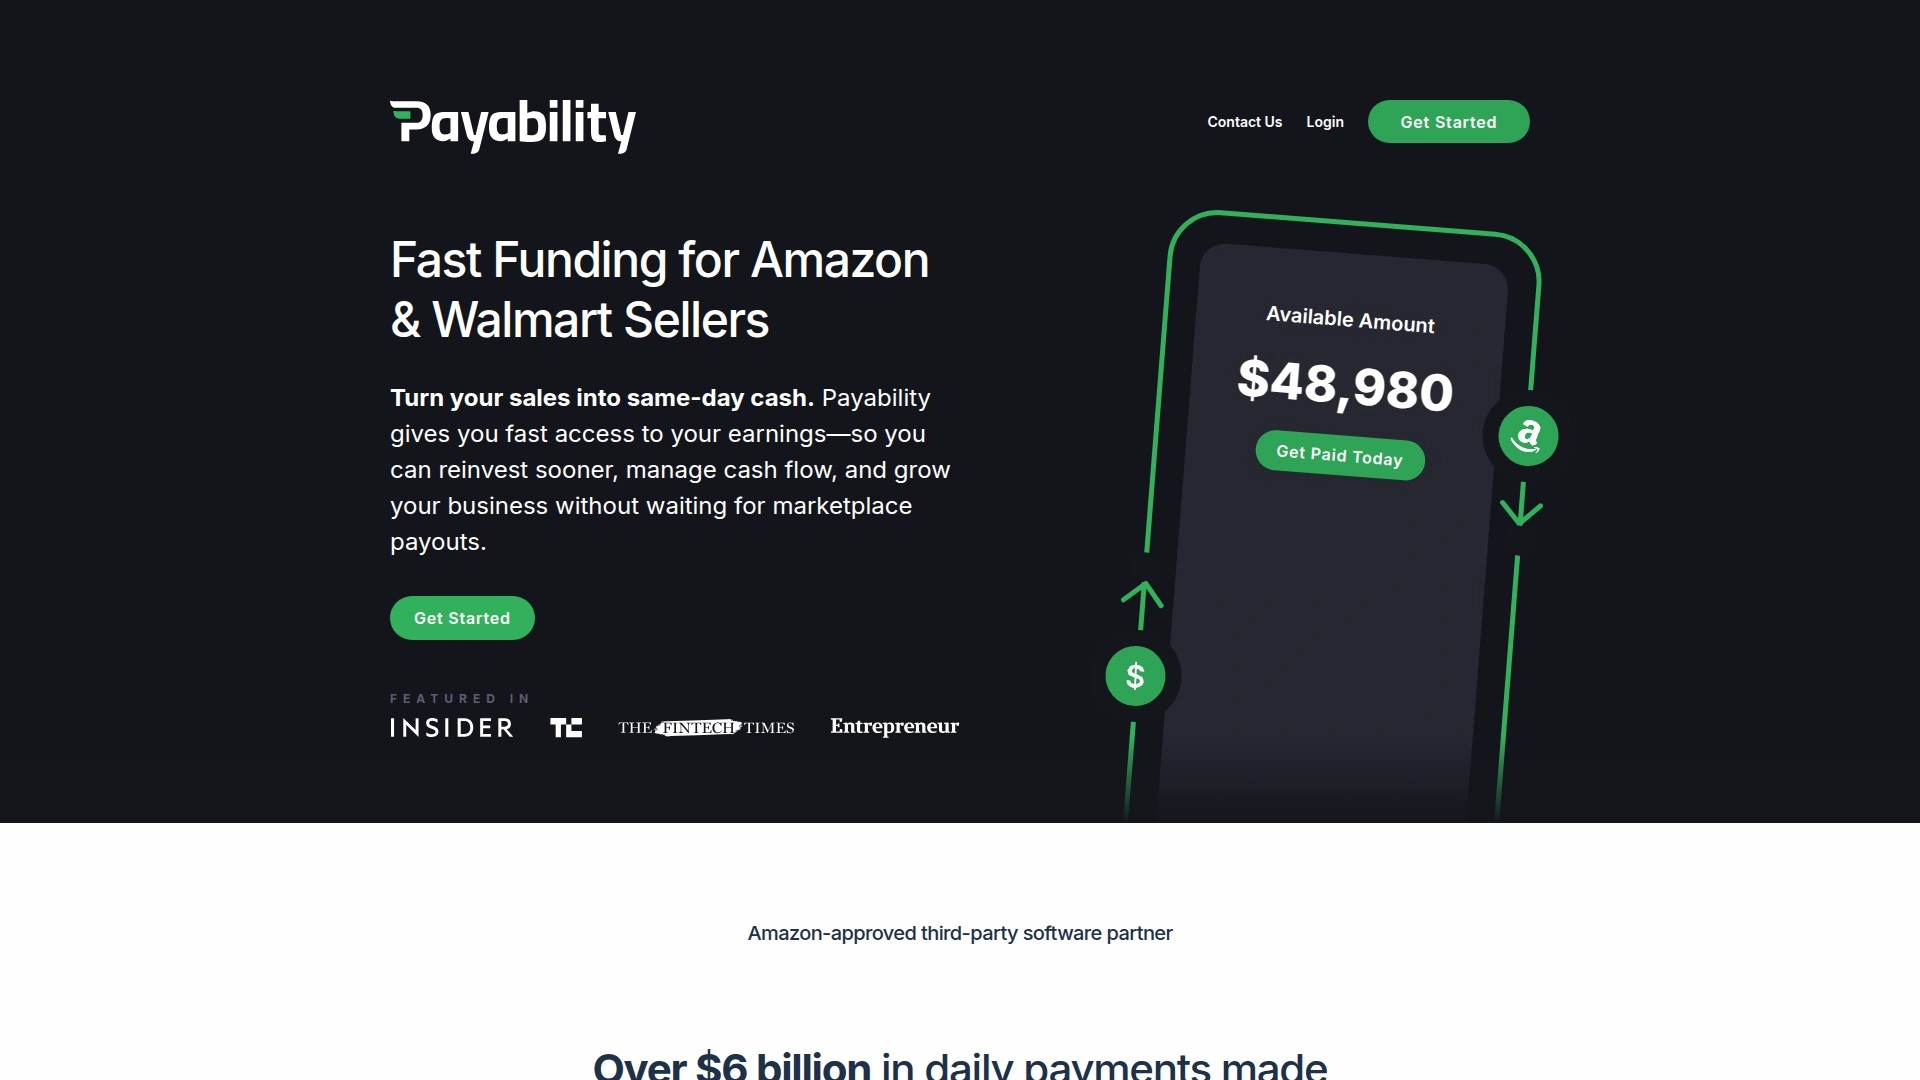 Payability
Contact Us
Login
Get Started
Fast Funding for Amazon
& Walmart Sellers
Turn your sales into same-day cash. Payability
gives you fast access to your earnings—so you
can reinvest sooner, manage cash flow, and grow
your business without waiting for marketplace
payouts.
Get Started
Available Amount
$48,980
Get Paid Today
a
$
FEATURED IN
INSIDER
TC
THE FINTECH TIMES
Entrepreneur
Amazon-approved third-party software partner
Over $6 billion in daily payments made